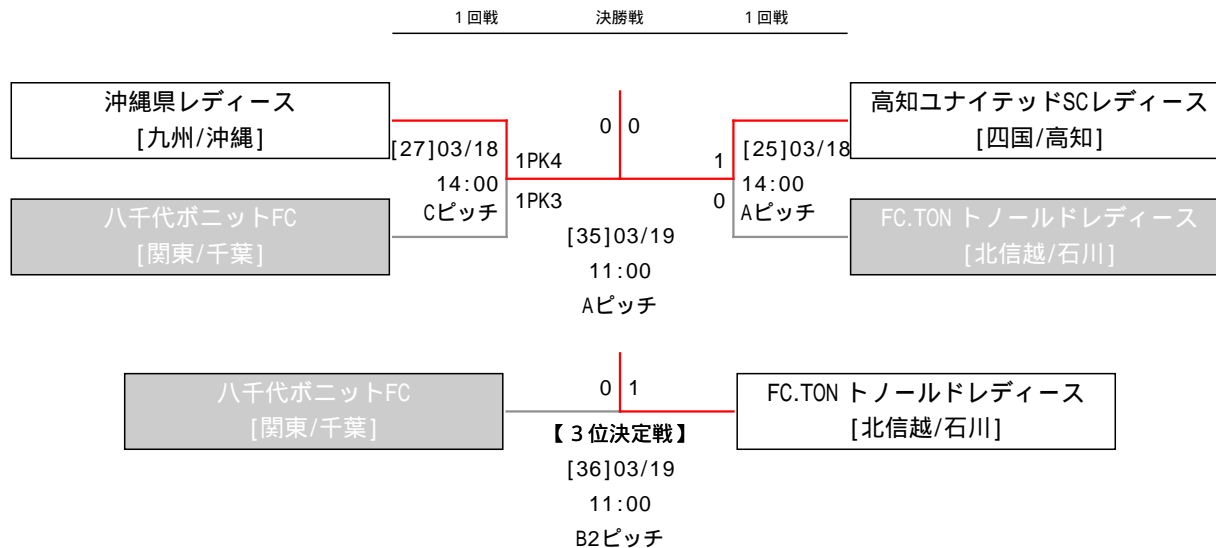 1回戦 決勝戦 1回戦
沖縄県レディース
[九州/沖縄]
高知ユナイテッドSCレディース
[四国/高知]
0 0
[27]03/18
14:00
Cピッチ
1PK4
1PK3
1
0
[25]03/18
14:00
Aピッチ
八千代ボニットFC
[関東/千葉]
FC.TON トノールドレディース
[北信越/石川]
[35]03/19
11:00
Aピッチ
八千代ボニットFC
[関東/千葉]
0 1
FC.TON トノールドレディース
[北信越/石川]
【３位決定戦】
[36]03/19
11:00
B2ピッチ